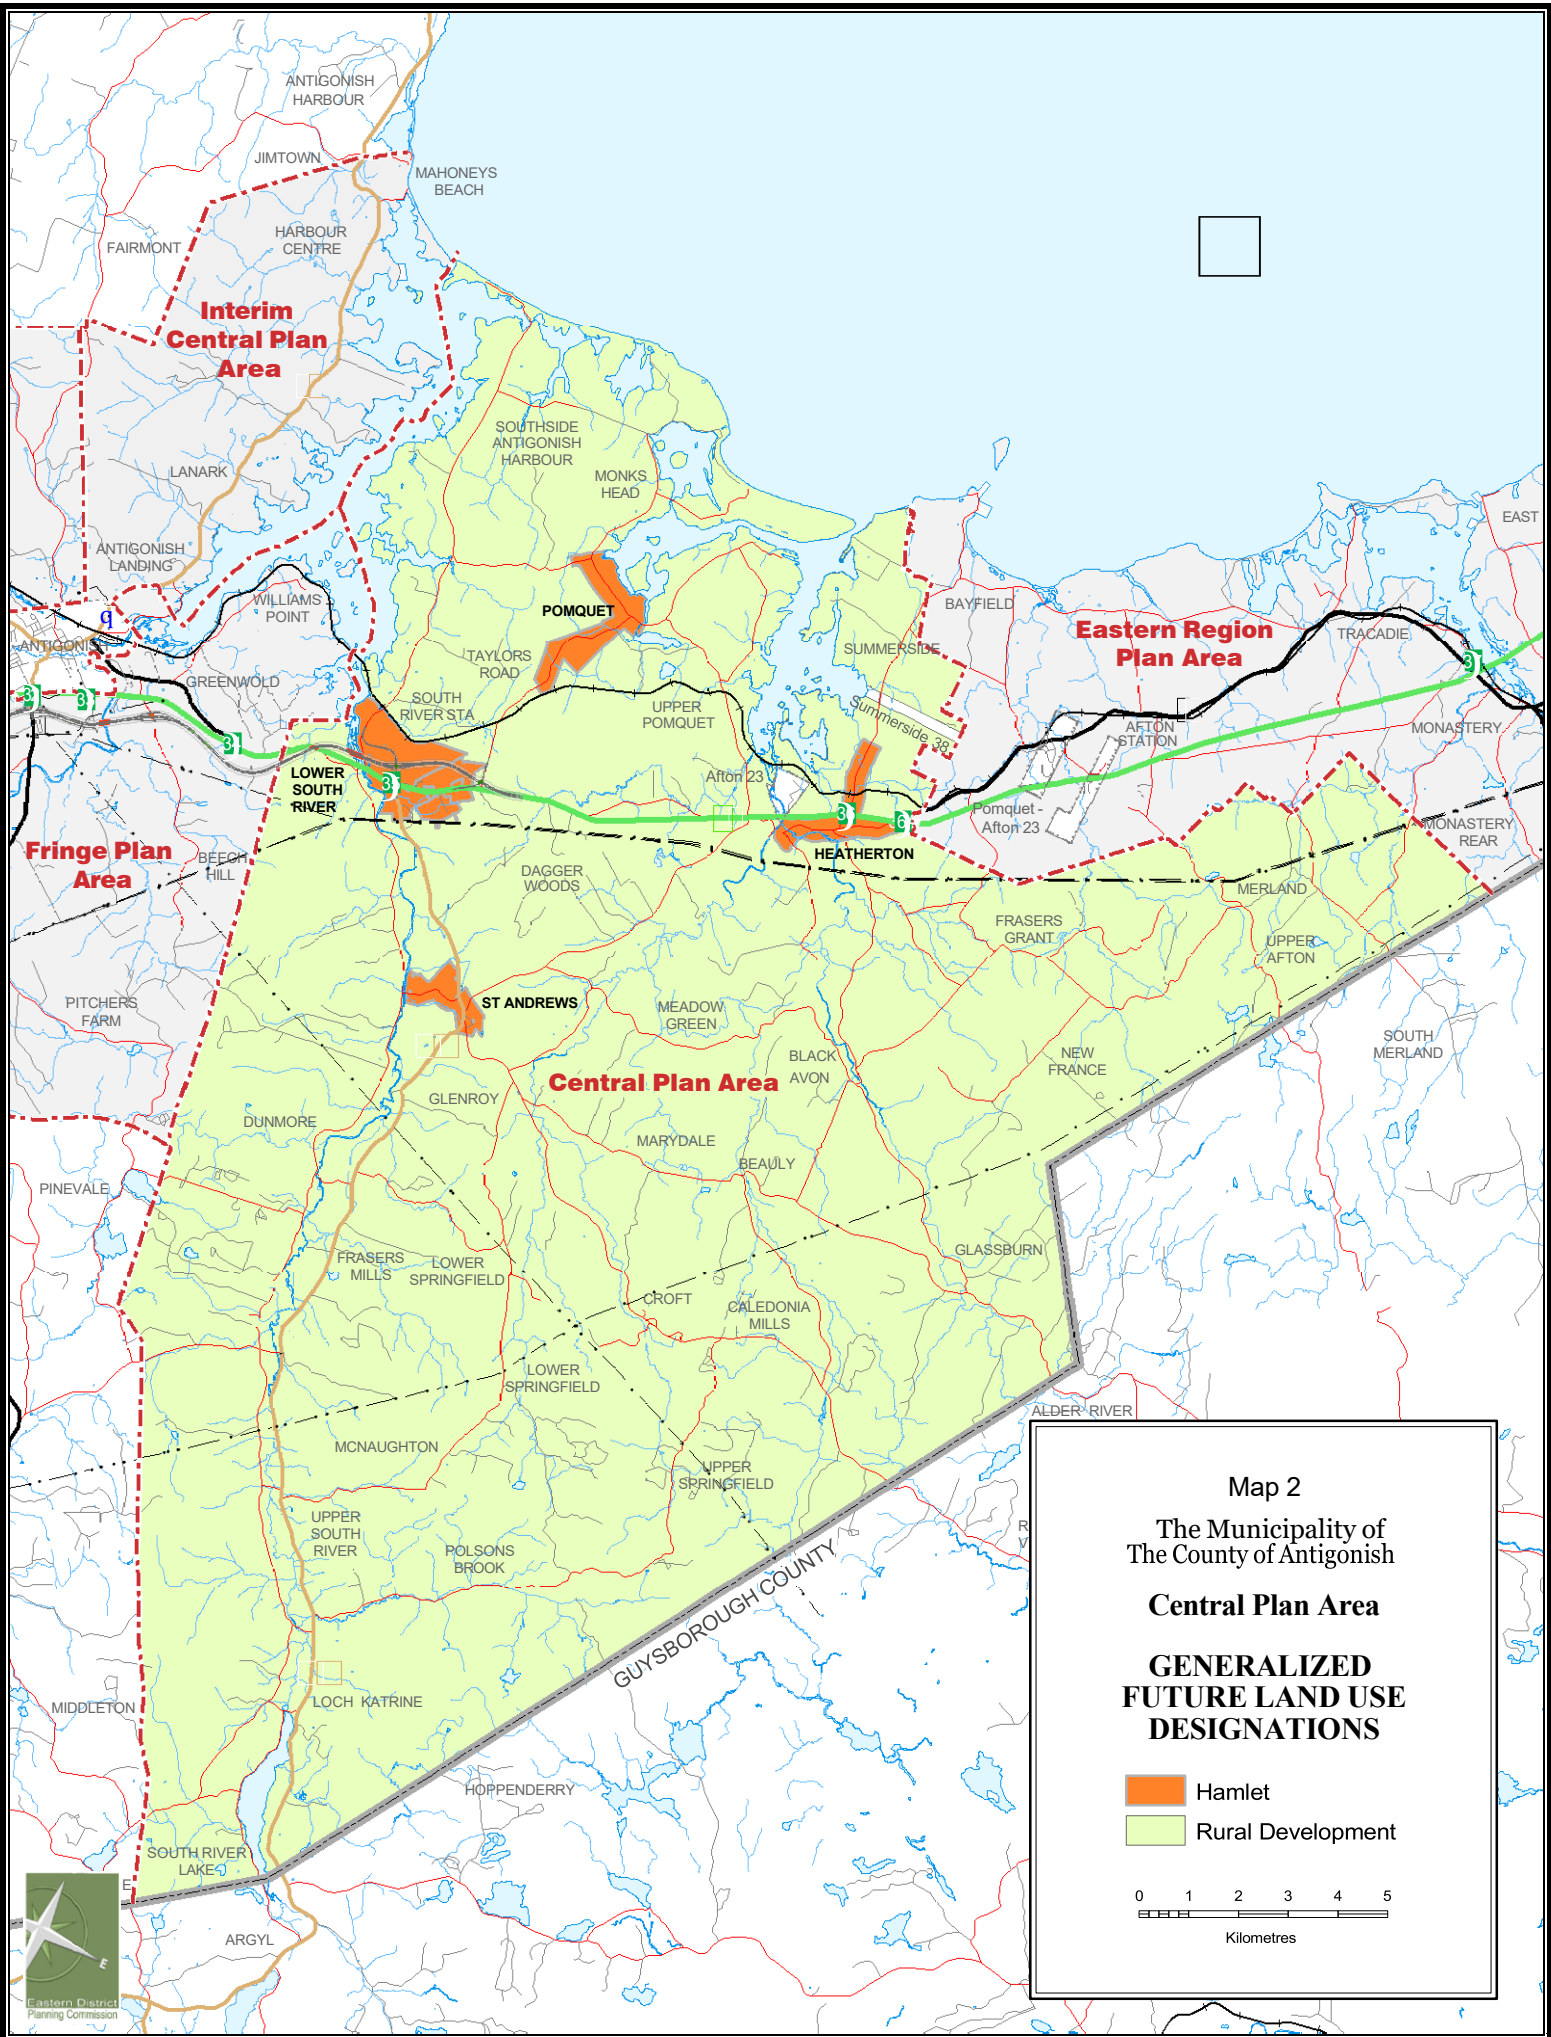 ANTIGONISH
HARBOUR
JIMTOWN
MAHONEYS
BEACH
FAIRMONT
HARBOUR
CENTRE
Interim
Central Plan
Area
SOUTHSIDE
ANTIGONISH
HARBOUR
LANARK
MONKS
HEAD
EAST
ANTIGONISH
LANDING
WILLIAMS
POINT
q
POMQUET
BAYFIELD
Eastern Region
Plan Area
TRACADIE
ANTIGONISH
TAYLORS
ROAD
SUMMERSIDE
GREENWOLD
SOUTH
RIVER STA
UPPER
POMQUET
Summerside 38
AFTON
STATION
MONASTERY
LOWER
SOUTH
RIVER
Afton 23
Pomquet -
Afton 23
MONASTERY
REAR
Fringe Plan
Area
BEECH
HILL
HEATHERTON
DAGGER
WOODS
MERLAND
FRASERS
GRANT
UPPER
AFTON
PITCHERS
FARM
ST ANDREWS
MEADOW
GREEN
SOUTH
MERLAND
BLACK
AVON
NEW
FRANCE
Central Plan Area
GLENROY
DUNMORE
MARYDALE
BEAULY
PINEVALE
FRASERS
MILLS
LOWER
SPRINGFIELD
GLASSBURN
CROFT
CALEDONIA
MILLS
LOWER
SPRINGFIELD
ALDER RIVER
MCNAUGHTON
UPPER
SPRINGFIELD
UPPER
SOUTH
RIVER
POLSONS
BROOK
GUYSBOROUGH COUNTY
R
V
MIDDLETON
LOCH KATRINE
HOPPENDERRY
SOUTH RIVER
LAKE
E
ARGYL
Map 2
The Municipality of
The County of Antigonish
Central Plan Area
GENERALIZED
FUTURE LAND USE
DESIGNATIONS
Hamlet
Rural Development
0 1 2 3 4 5
Kilometres
E
Eastern District
Planning Commission